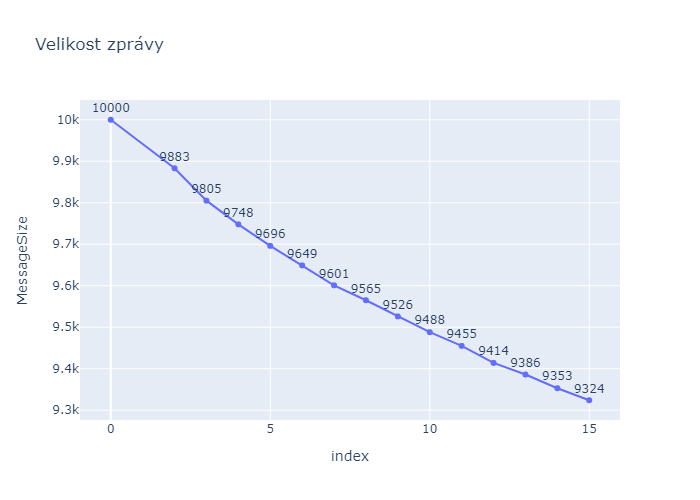 Velikost zprávy
10000
9883
9805
9748
9696
9649
9601
9565
9526
9488
9455
9414
9386
9353
9324
10k
9.9k
9.8k
9.7k
9.6k
9.5k
9.4k
9.3k
MessageSize
0 5 10 15
index